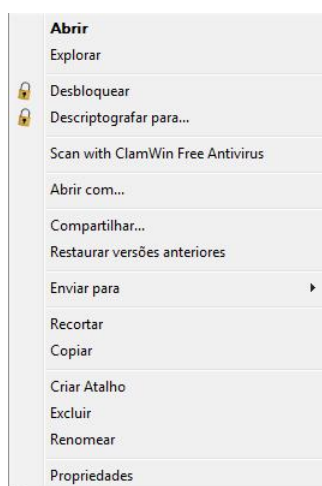 Abrir
Explorar
Desbloquear
Descriptografar para...
Scan with ClamWin Free Antivirus
Abrir com...
Compartilhar...
Restaurar versões anteriores
Enviar para
Recortar
Copiar
Criar Atalho
Excluir
Renomear
Propriedades